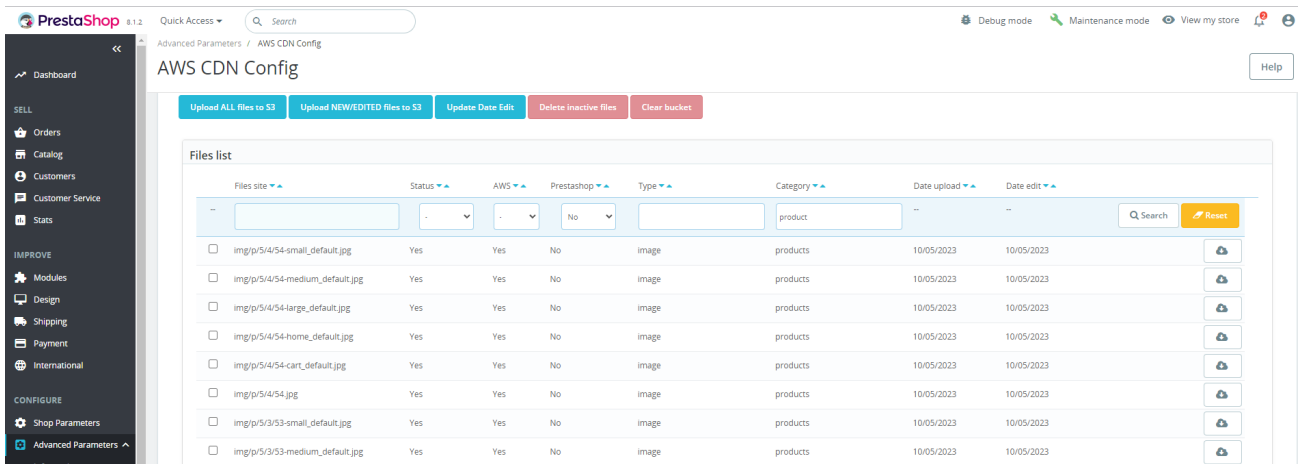 PrestaShop 8.1.2 Quick Access Search Debug mode Maintenance mode View my store 2
Advanced Parameters / AWS CDN Config
AWS CDN Config Help
Dashboard
SELL
Orders
Catalog
Customers
Customer Service
Stats
IMPROVE
Modules
Design
Shipping
Payment
International
CONFIGURE
Shop Parameters
Advanced Parameters
Upload ALL files to S3 Upload NEW/EDITED files to S3 Update Date Edit Delete inactive files Clear bucket
Files list
Files site Status AWS Prestashop Type Category Date upload Date edit
-- - - No product -- -- Search Reset
img/p/5/4/54-small_default.jpg Yes Yes No image products 10/05/2023 10/05/2023
img/p/5/4/54-medium_default.jpg Yes Yes No image products 10/05/2023 10/05/2023
img/p/5/4/54-large_default.jpg Yes Yes No image products 10/05/2023 10/05/2023
img/p/5/4/54-home_default.jpg Yes Yes No image products 10/05/2023 10/05/2023
img/p/5/4/54-cart_default.jpg Yes Yes No image products 10/05/2023 10/05/2023
img/p/5/4/54.jpg Yes Yes No image products 10/05/2023 10/05/2023
img/p/5/3/53-small_default.jpg Yes Yes No image products 10/05/2023 10/05/2023
img/p/5/3/53-medium_default.jpg Yes Yes No image products 10/05/2023 10/05/2023